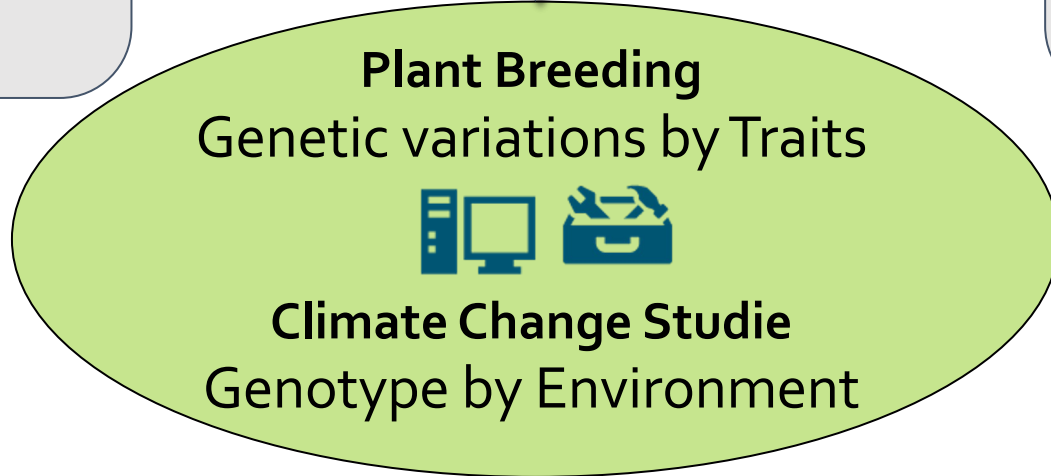 Plant Breeding
Genetic variations by Traits
Climate Change Studie
Genotype by Environment